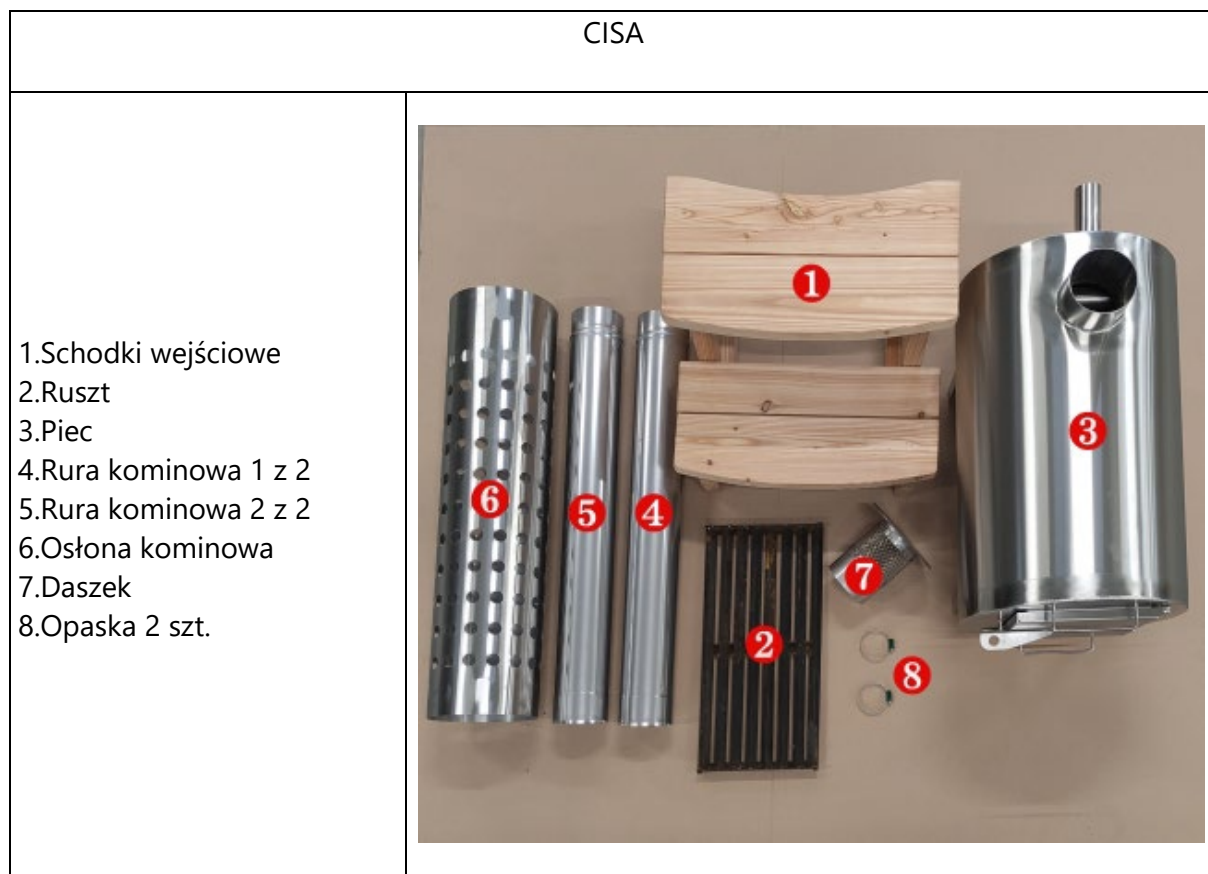 CISA
1.Schodki wejściowe
2.Ruszt
3.Piec
4.Rura kominowa 1 z 2
5.Rura kominowa 2 z 2
6.Osłona kominowa
7.Daszek
8.Opaska 2 szt.
1
3
6
5
4
7
2
8